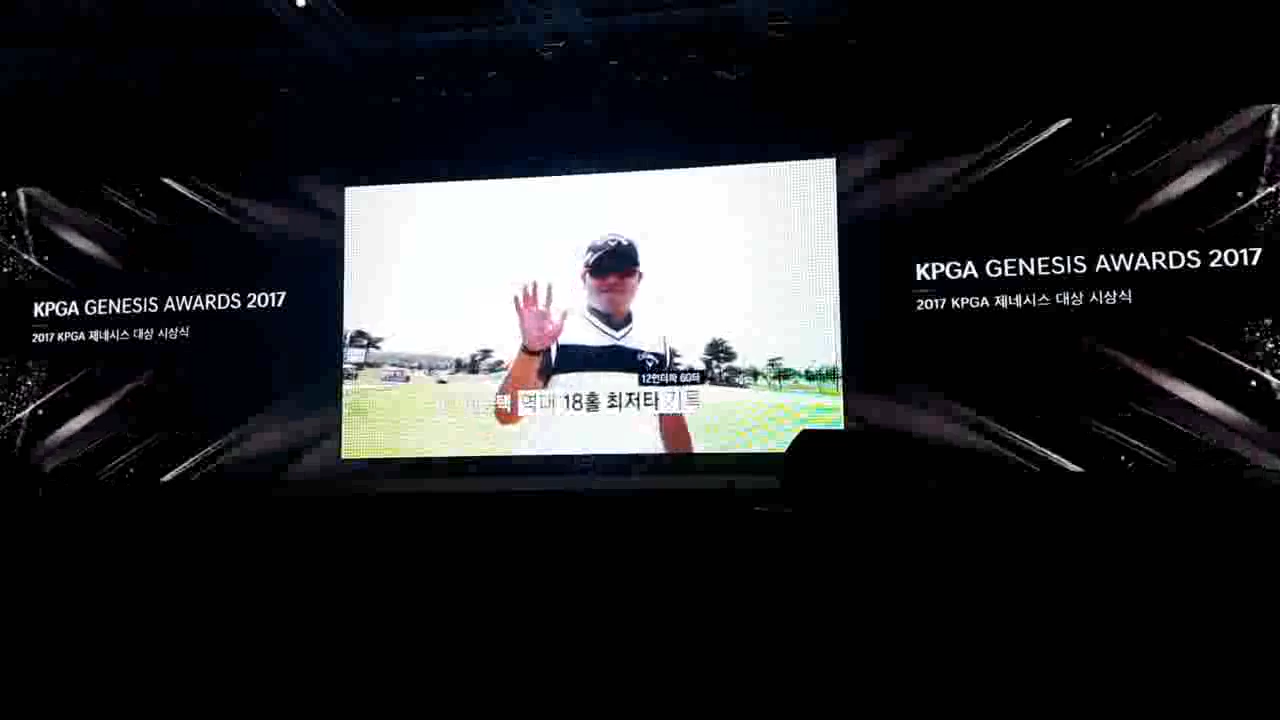 KPGA GENESIS AWARDS 2017
2017 KPGA 제네시스 대상 시상식
12언더파 60타
역대 18홀 최저타 기록
KPGA GENESIS AWARDS 2017
2017 KPGA 제네시스 대상 시상식